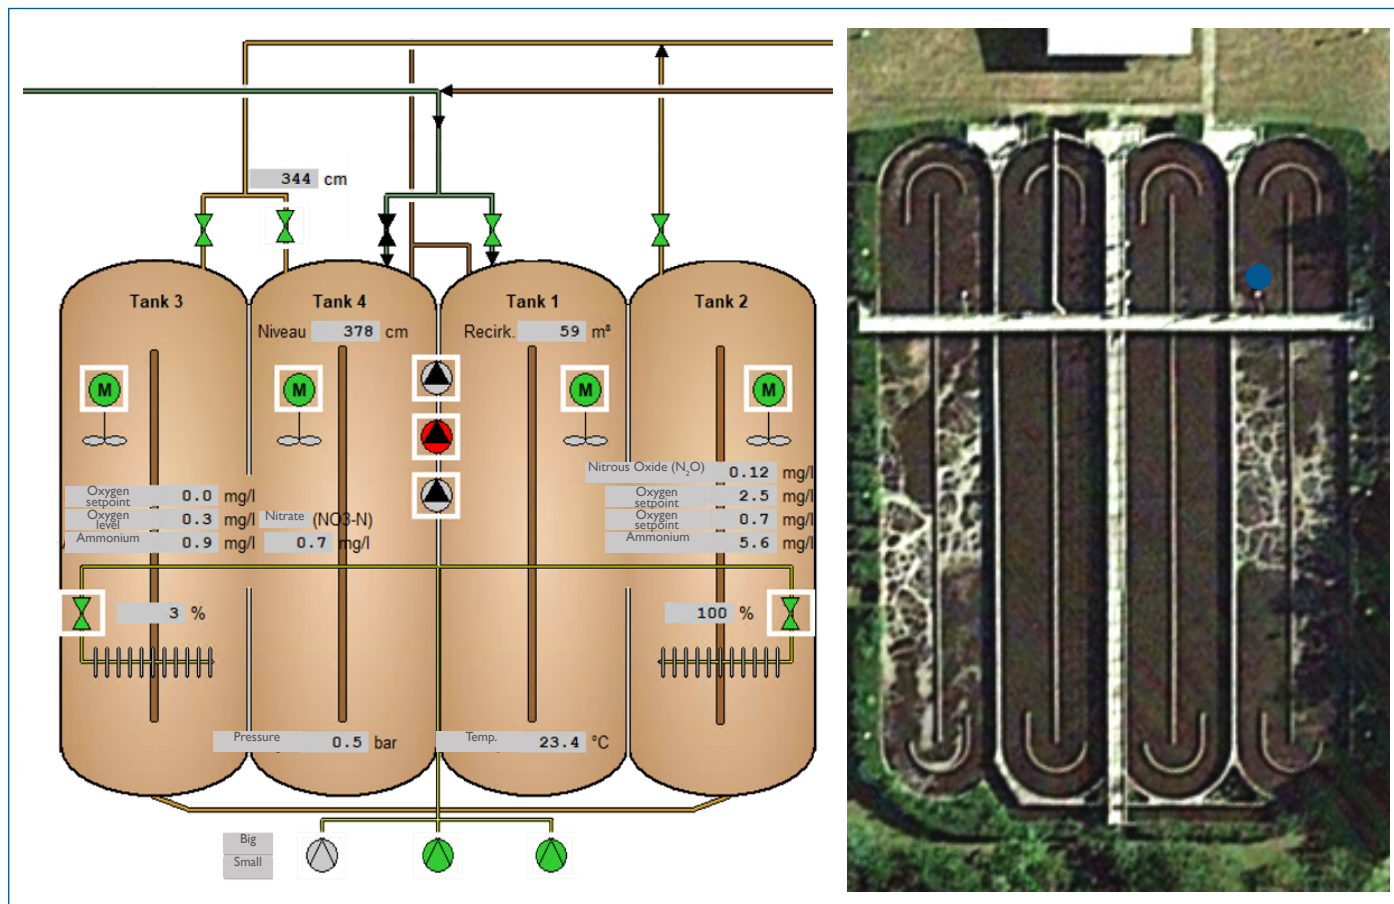 344 cm
Tank 3
Tank 4
Tank 1
Tank 2
Niveau 378 cm
Recirk. 59 m³
M
M
M
M
Nitrous Oxide (N₂O) 0.12 mg/l
Oxygen setpoint 0.0 mg/l
Oxygen setpoint 2.5 mg/l
Oxygen level 0.3 mg/l
Nitrate (NO3-N)
Oxygen setpoint 0.7 mg/l
Ammonium 0.9 mg/l
0.7 mg/l
Ammonium 5.6 mg/l
3 %
100 %
Pressure 0.5 bar
Temp. 23.4 °C
Big
Small